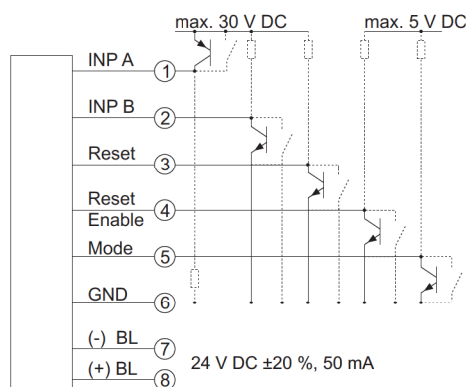 max. 30 V DC
max. 5 V DC
INP A
1
INP B
2
Reset
3
Reset
Enable
4
Mode
5
GND
6
(-) BL
7
24 V DC ±20 %, 50 mA
(+) BL
8